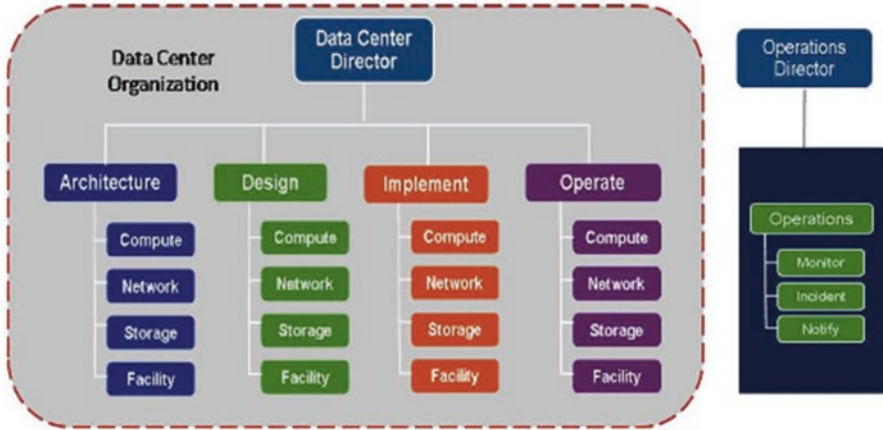 Data Center
Organization
Data Center
Director
Architecture
Compute
Network
Storage
Facility
Design
Compute
Network
Storage
Facility
Implement
Compute
Network
Storage
Facility
Operate
Compute
Network
Storage
Facility
Operations
Director
Operations
Monitor
Incident
Notify